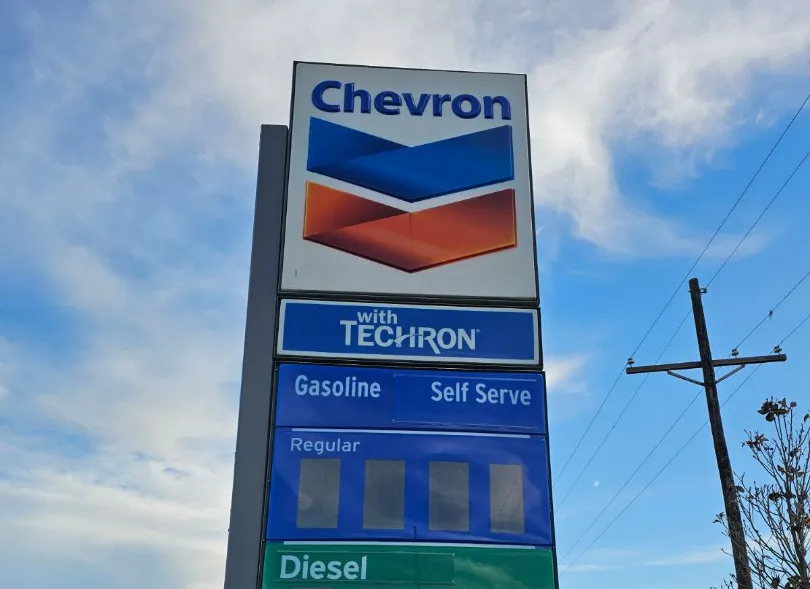 Chevron
with
TECHRON®
Gasoline Self Serve
Regular
Diesel